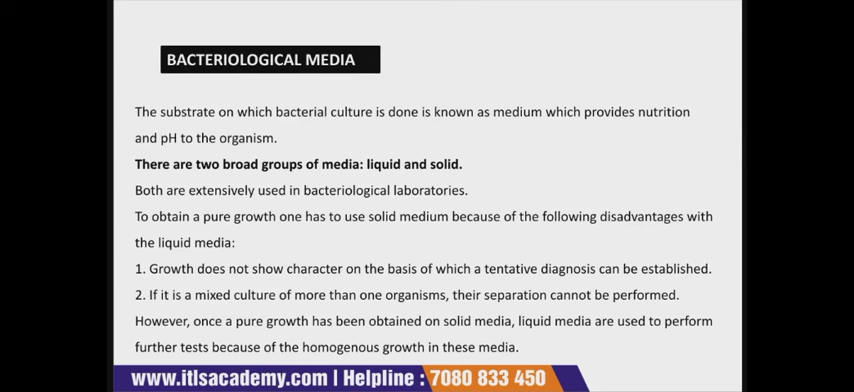 BACTERIOLOGICAL MEDIA
The substrate on which bacterial culture is done is known as medium which provides nutrition
and pH to the organism.
There are two broad groups of media: liquid and solid.
Both are extensively used in bacteriological laboratories.
To obtain a pure growth one has to use solid medium because of the following disadvantages with
the liquid media:
1. Growth does not show character on the basis of which a tentative diagnosis can be established.
2. If it is a mixed culture of more than one organisms, their separation cannot be performed.
However, once a pure growth has been obtained on solid media, liquid media are used to perform
further tests because of the homogenous growth in these media.
www.itlsacademy.com | Helpline : 7080 833 450